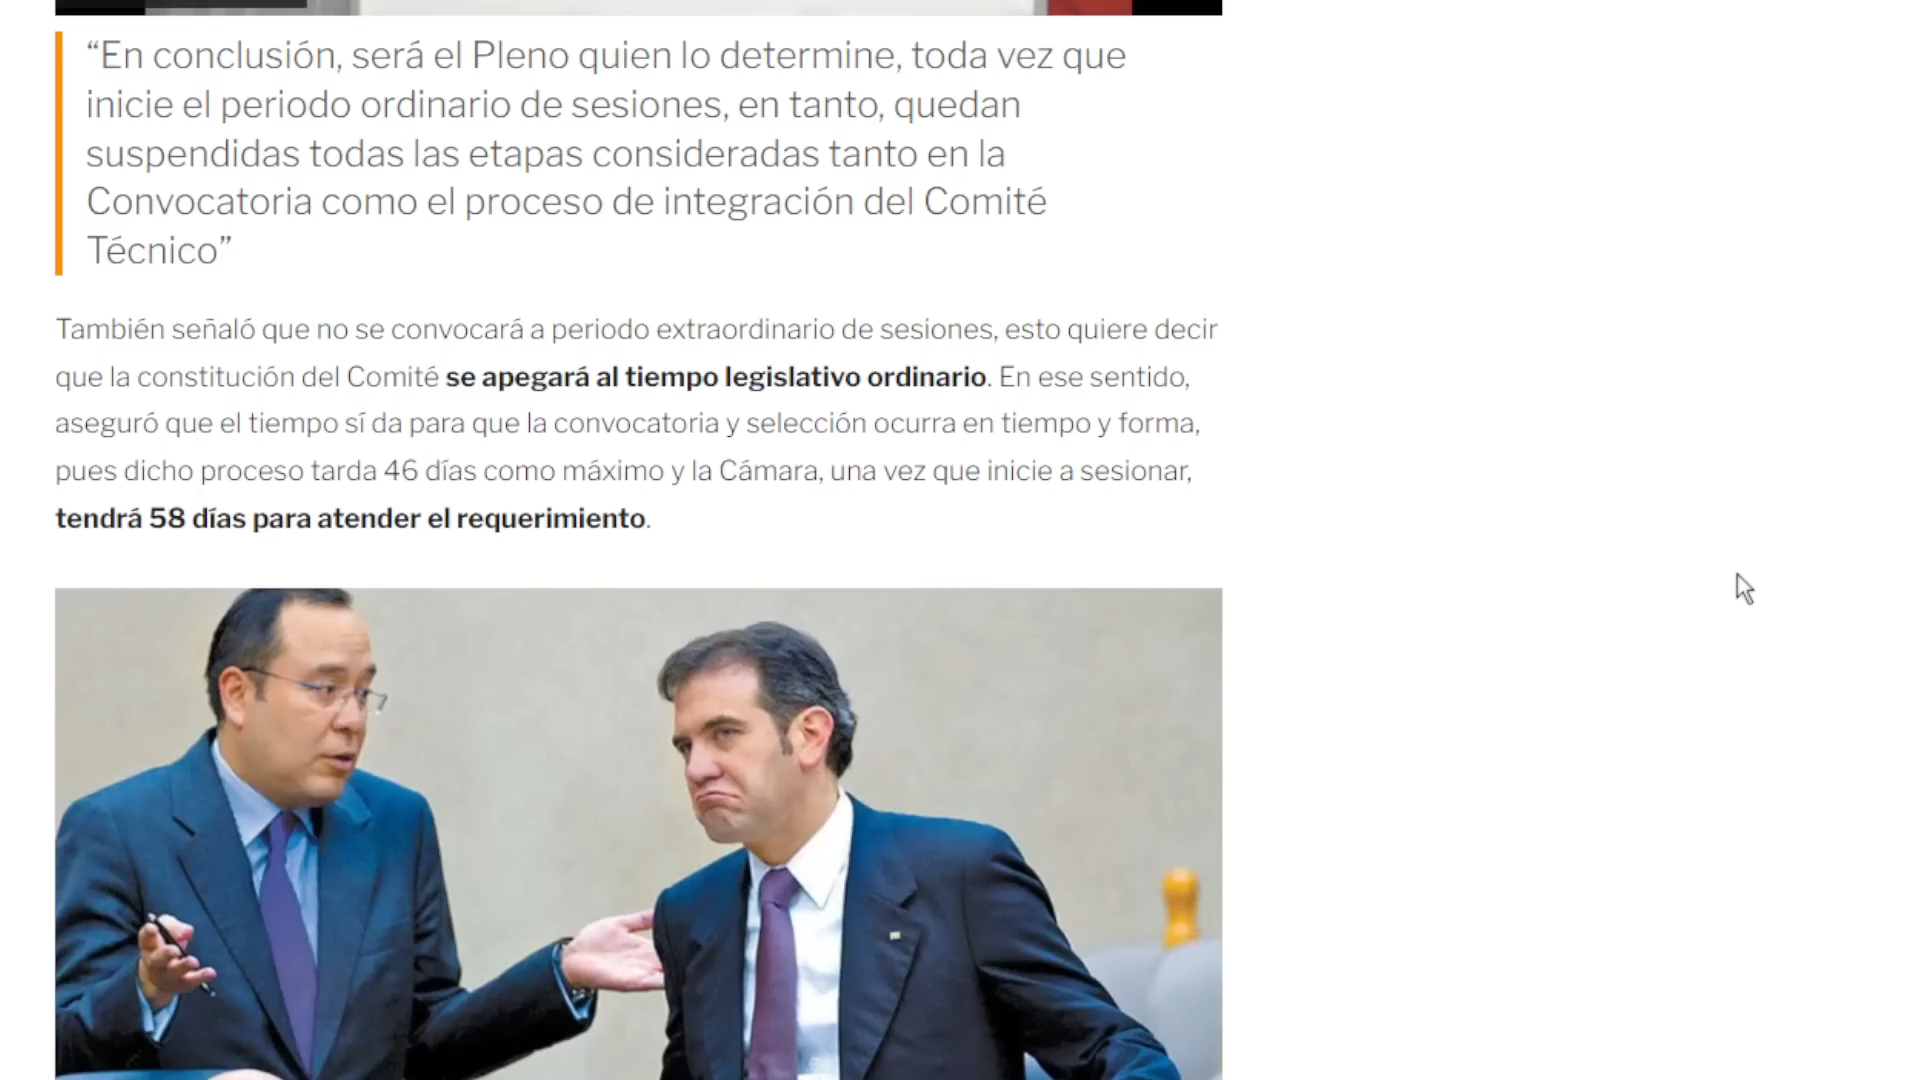 “En conclusión, será el Pleno quien lo determine, toda vez que
inicie el periodo ordinario de sesiones, en tanto, quedan
suspendidas todas las etapas consideradas tanto en la
Convocatoria como el proceso de integración del Comité
Técnico”
También señaló que no se convocará a periodo extraordinario de sesiones, esto quiere decir
que la constitución del Comité se apegará al tiempo legislativo ordinario. En ese sentido,
aseguró que el tiempo sí da para que la convocatoria y selección ocurra en tiempo y forma,
pues dicho proceso tarda 46 días como máximo y la Cámara, una vez que inicie a sesionar,
tendrá 58 días para atender el requerimiento.